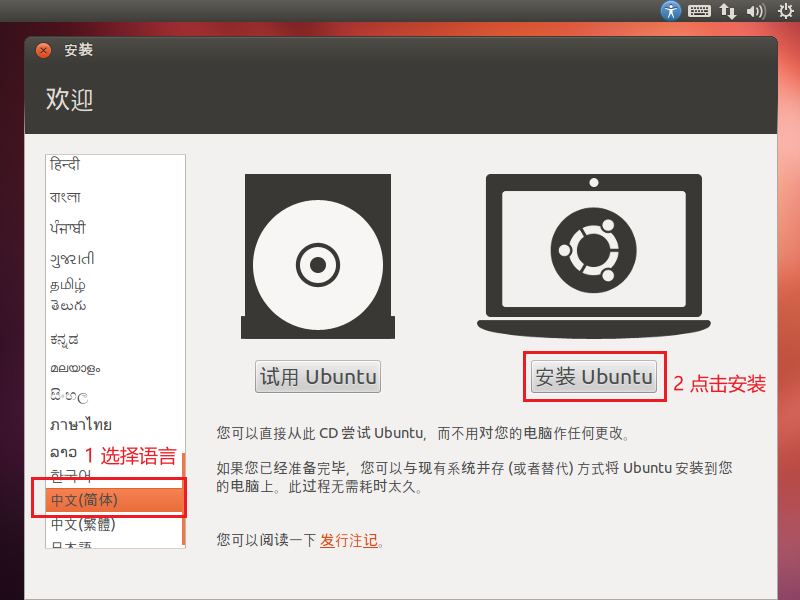 安装
欢迎
हिन्दी
বাংলা
ਪੰਜਾਬੀ
ગુજરાતી
தமிழ்
తెలుగు
ಕನ್ನಡ
മലയാളം
සිංහල
ภาษาไทย
ລາວ
1 选择语言
한국어
中文(简体)
中文(繁體)
日本語
试用 Ubuntu
安装 Ubuntu
2 点击安装
您可以直接从此 CD 尝试 Ubuntu，而不用对您的电脑作任何更改。
如果您已经准备完毕，您可以与现有系统并存 (或者替代) 方式将 Ubuntu 安装到您
的电脑上。此过程无需耗时太久。
您可以阅读一下 发行注记。